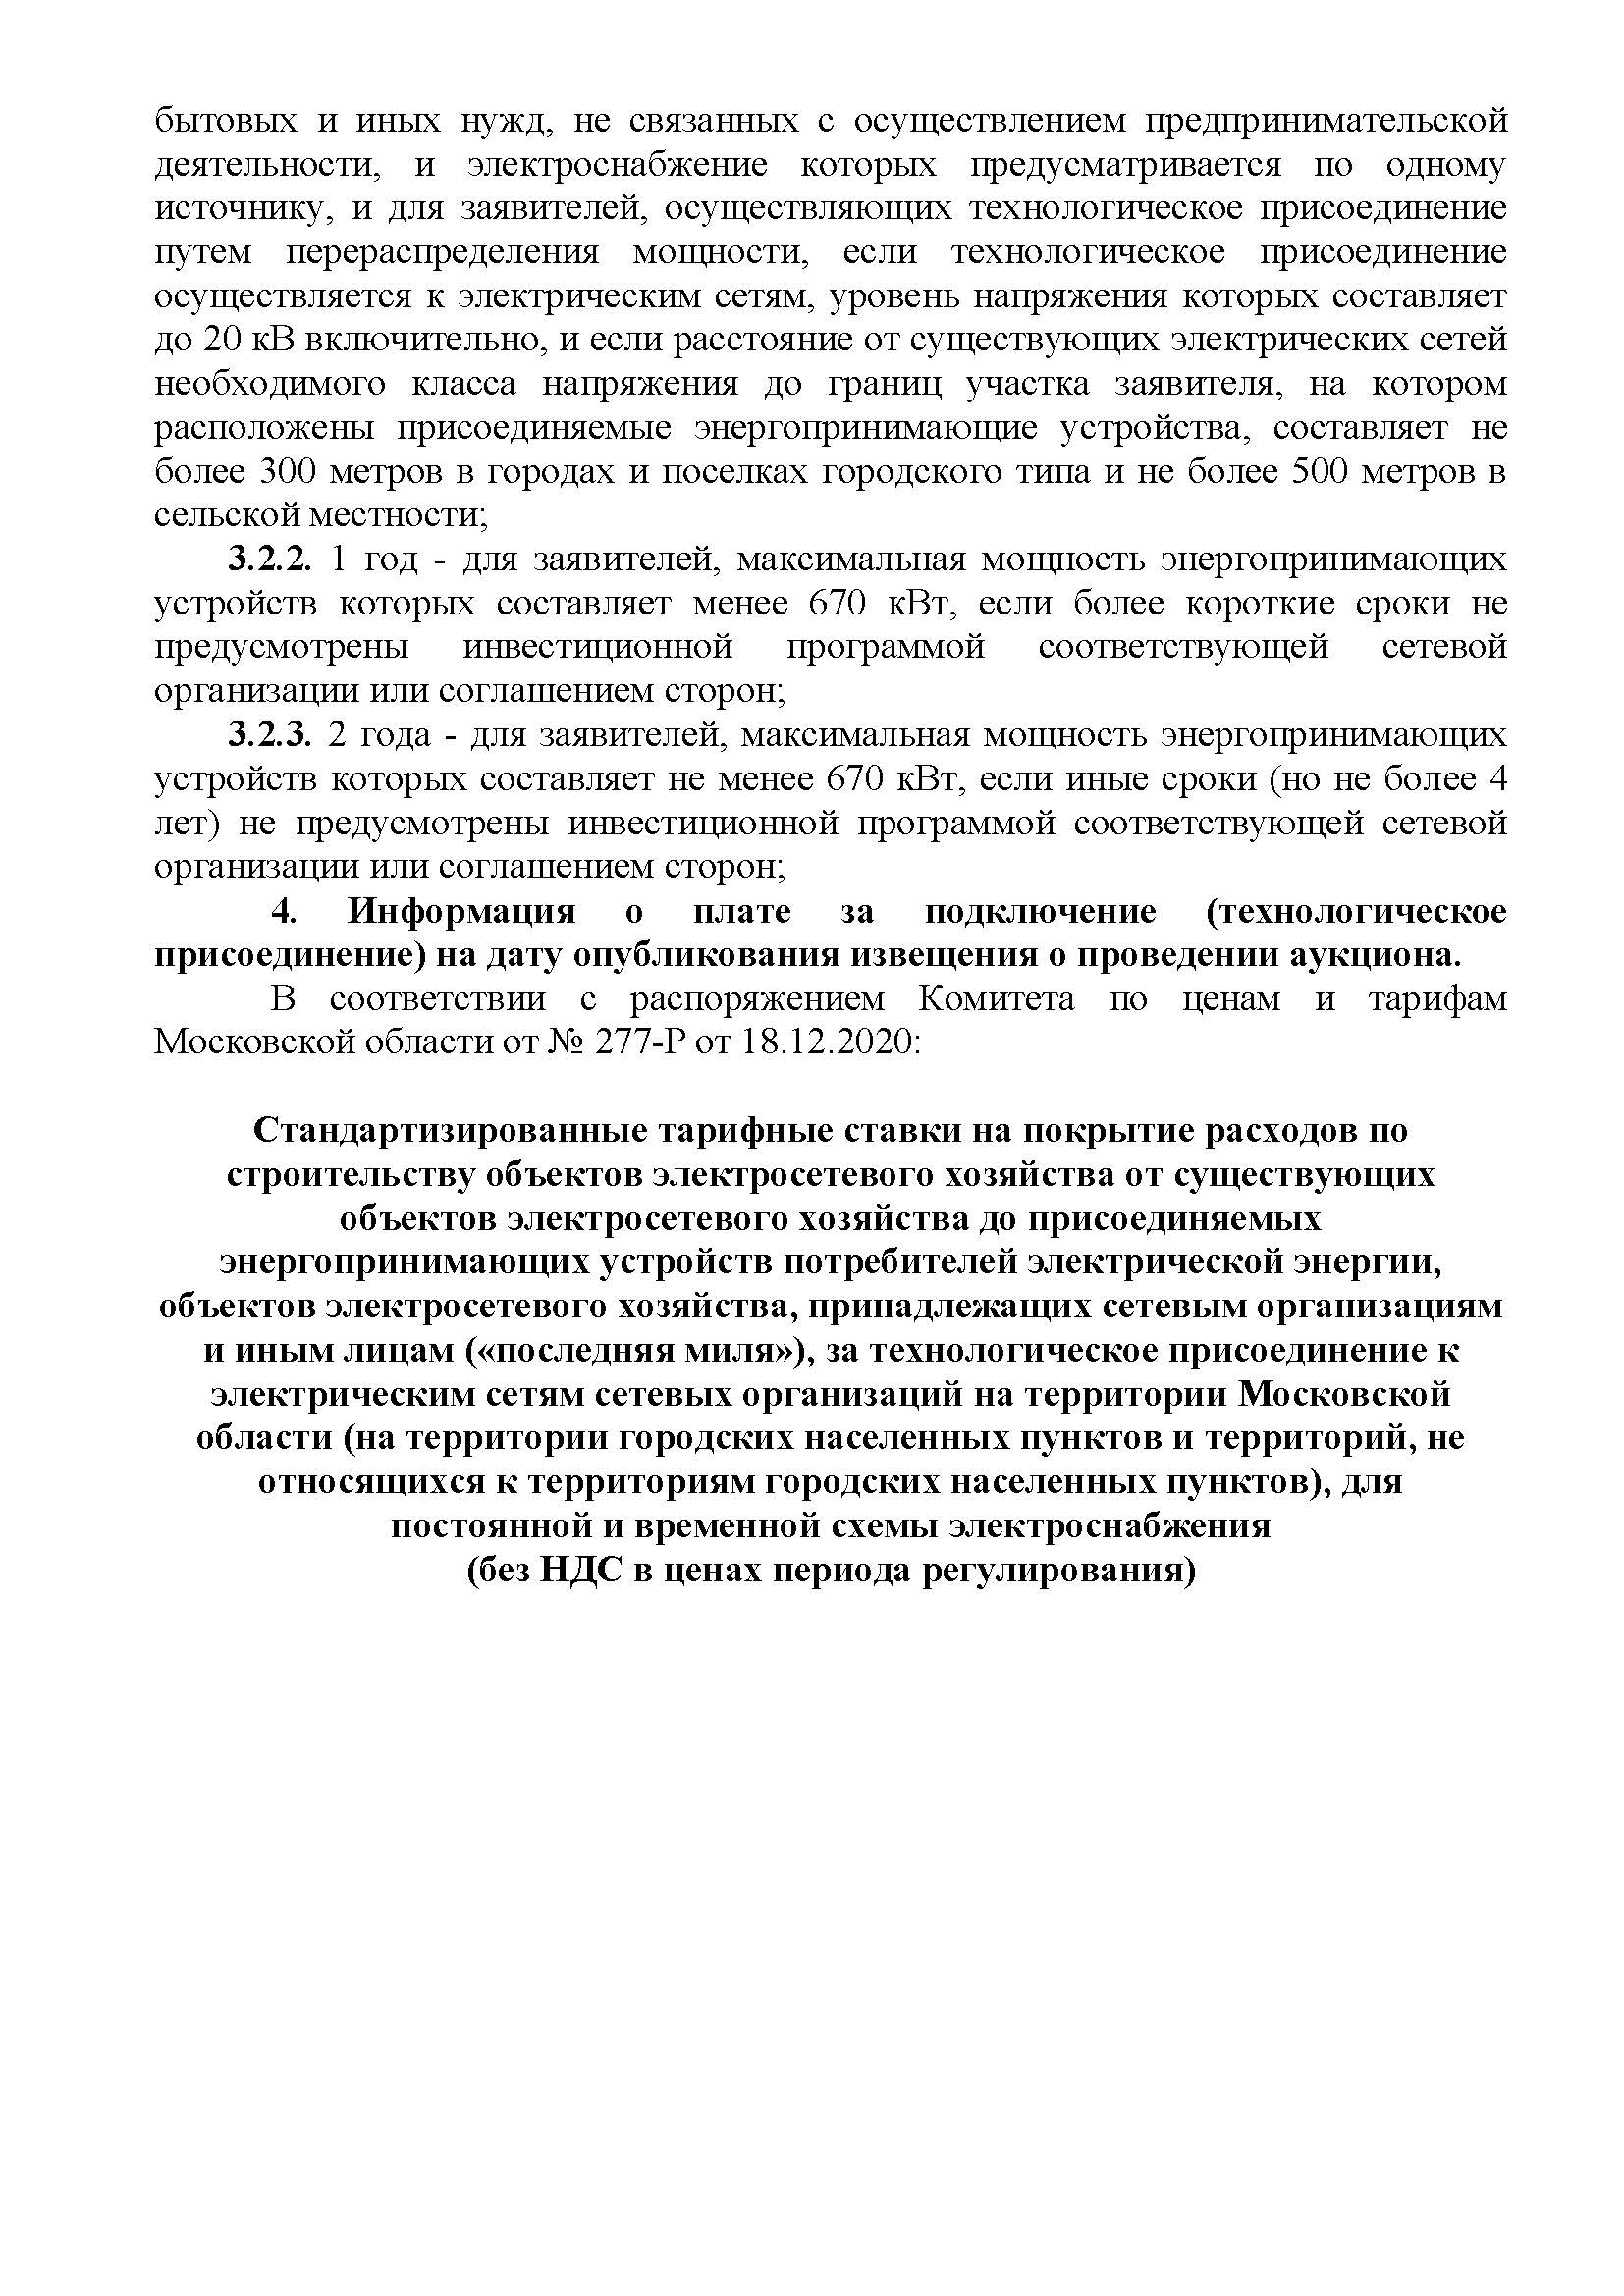 бытовых и иных нужд, не связанных с осуществлением предпринимательской
деятельности, и электроснабжение которых предусматривается по одному
источнику, и для заявителей, осуществляющих технологическое присоединение
путем перераспределения мощности, если технологическое присоединение
осуществляется к электрическим сетям, уровень напряжения которых составляет
до 20 кВ включительно, и если расстояние от существующих электрических сетей
необходимого класса напряжения до границ участка заявителя, на котором
расположены присоединяемые энергопринимающие устройства, составляет не
более 300 метров в городах и поселках городского типа и не более 500 метров в
сельской местности;
3.2.2. 1 год - для заявителей, максимальная мощность энергопринимающих
устройств которых составляет менее 670 кВт, если более короткие сроки не
предусмотрены инвестиционной программой соответствующей сетевой
организации или соглашением сторон;
3.2.3. 2 года - для заявителей, максимальная мощность энергопринимающих
устройств которых составляет не менее 670 кВт, если иные сроки (но не более 4
лет) не предусмотрены инвестиционной программой соответствующей сетевой
организации или соглашением сторон;
4. Информация о плате за подключение (технологическое
присоединение) на дату опубликования извещения о проведении аукциона.
В соответствии с распоряжением Комитета по ценам и тарифам
Московской области от № 277-Р от 18.12.2020:
Стандартизированные тарифные ставки на покрытие расходов по
строительству объектов электросетевого хозяйства от существующих
объектов электросетевого хозяйства до присоединяемых
энергопринимающих устройств потребителей электрической энергии,
объектов электросетевого хозяйства, принадлежащих сетевым организациям
и иным лицам («последняя миля»), за технологическое присоединение к
электрическим сетям сетевых организаций на территории Московской
области (на территории городских населенных пунктов и территорий, не
относящихся к территориям городских населенных пунктов), для
постоянной и временной схемы электроснабжения
(без НДС в ценах периода регулирования)